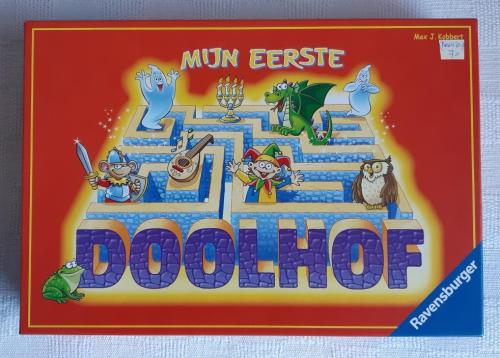 Max J. Kobbert
MIJN EERSTE
DOOLHOF
Ravensburger